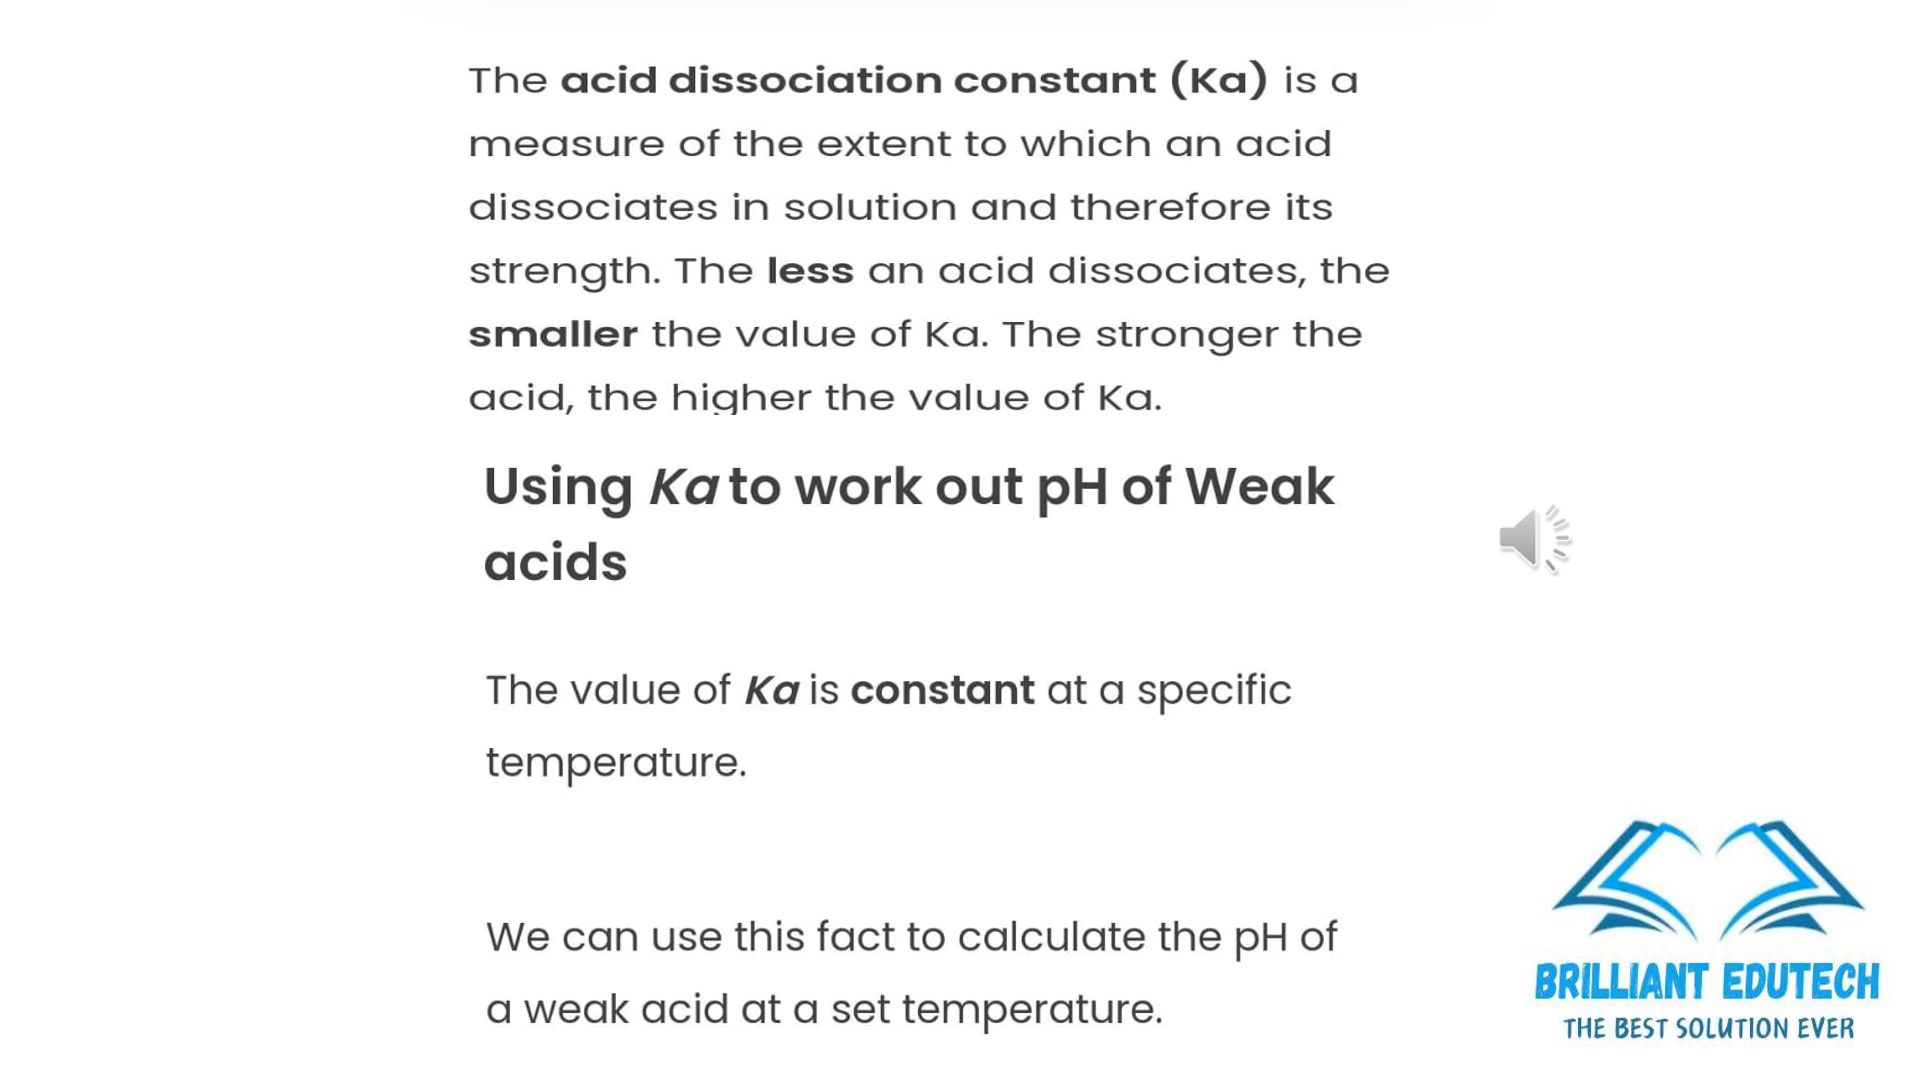 The acid dissociation constant (Ka) is a
measure of the extent to which an acid
dissociates in solution and therefore its
strength. The less an acid dissociates, the
smaller the value of Ka. The stronger the
acid, the higher the value of Ka.
Using Ka to work out pH of Weak
acids
The value of Ka is constant at a specific
temperature.
We can use this fact to calculate the pH of
a weak acid at a set temperature.
BRILLIANT EDUTECH
THE BEST SOLUTION EVER